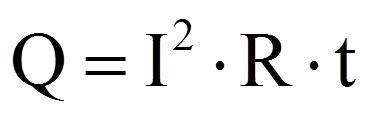 Q = I² · R · t